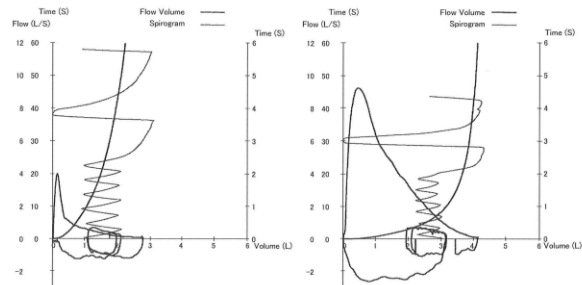 Time (S)
Flow Volume
Flow (L/S)
Spirogram
Time (S)
12 60
6
10 50
5
8 40
4
6 30
3
4 20
2
2 10
1
0 0
0
0 1 2 3 4 5 6
Volume (L)
-2
Time (S)
Flow Volume
Flow (L/S)
Spirogram
Time (S)
12 60
6
10 50
5
8 40
4
6 30
3
4 20
2
2 10
1
0 0
0
0 1 2 3 4 5 6
Volume (L)
-2